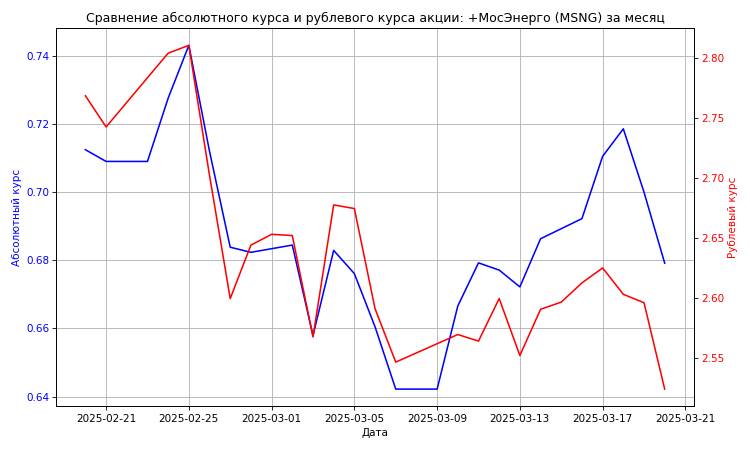 Сравнение абсолютного курса и рублевого курса акции: +МосЭнерго (MSNG) за месяц
Абсолютный курс
0.74
0.72
0.70
0.68
0.66
0.64
2.80
2.75
2.70
2.65
2.60
2.55
Рублевый курс
2025-02-21 2025-02-25 2025-03-01 2025-03-05 2025-03-09 2025-03-13 2025-03-17 2025-03-21
Дата